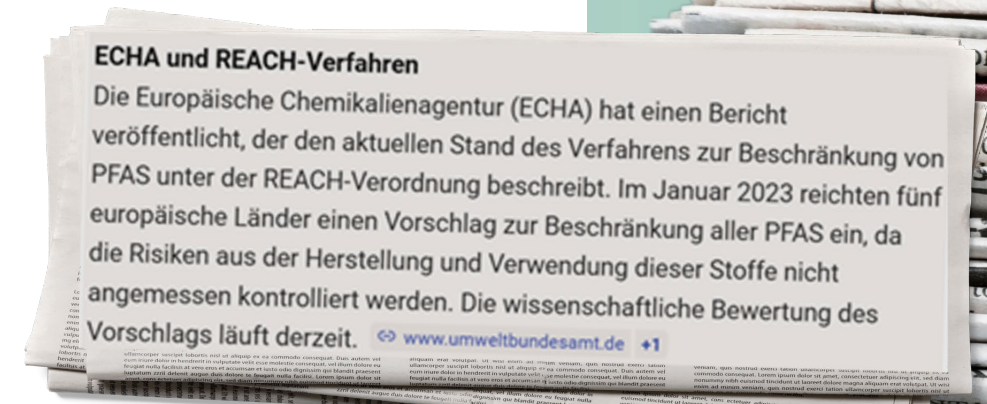 ECHA und REACH-Verfahren
Die Europäische Chemikalienagentur (ECHA) hat einen Bericht
veröffentlicht, der den aktuellen Stand des Verfahrens zur Beschränkung von
PFAS unter der REACH-Verordnung beschreibt. Im Januar 2023 reichten fünf
europäische Länder einen Vorschlag zur Beschränkung aller PFAS ein, da
die Risiken aus der Herstellung und Verwendung dieser Stoffe nicht
angemessen kontrolliert werden. Die wissenschaftliche Bewertung des
Vorschlags läuft derzeit. www.umweltbundesamt.de +1